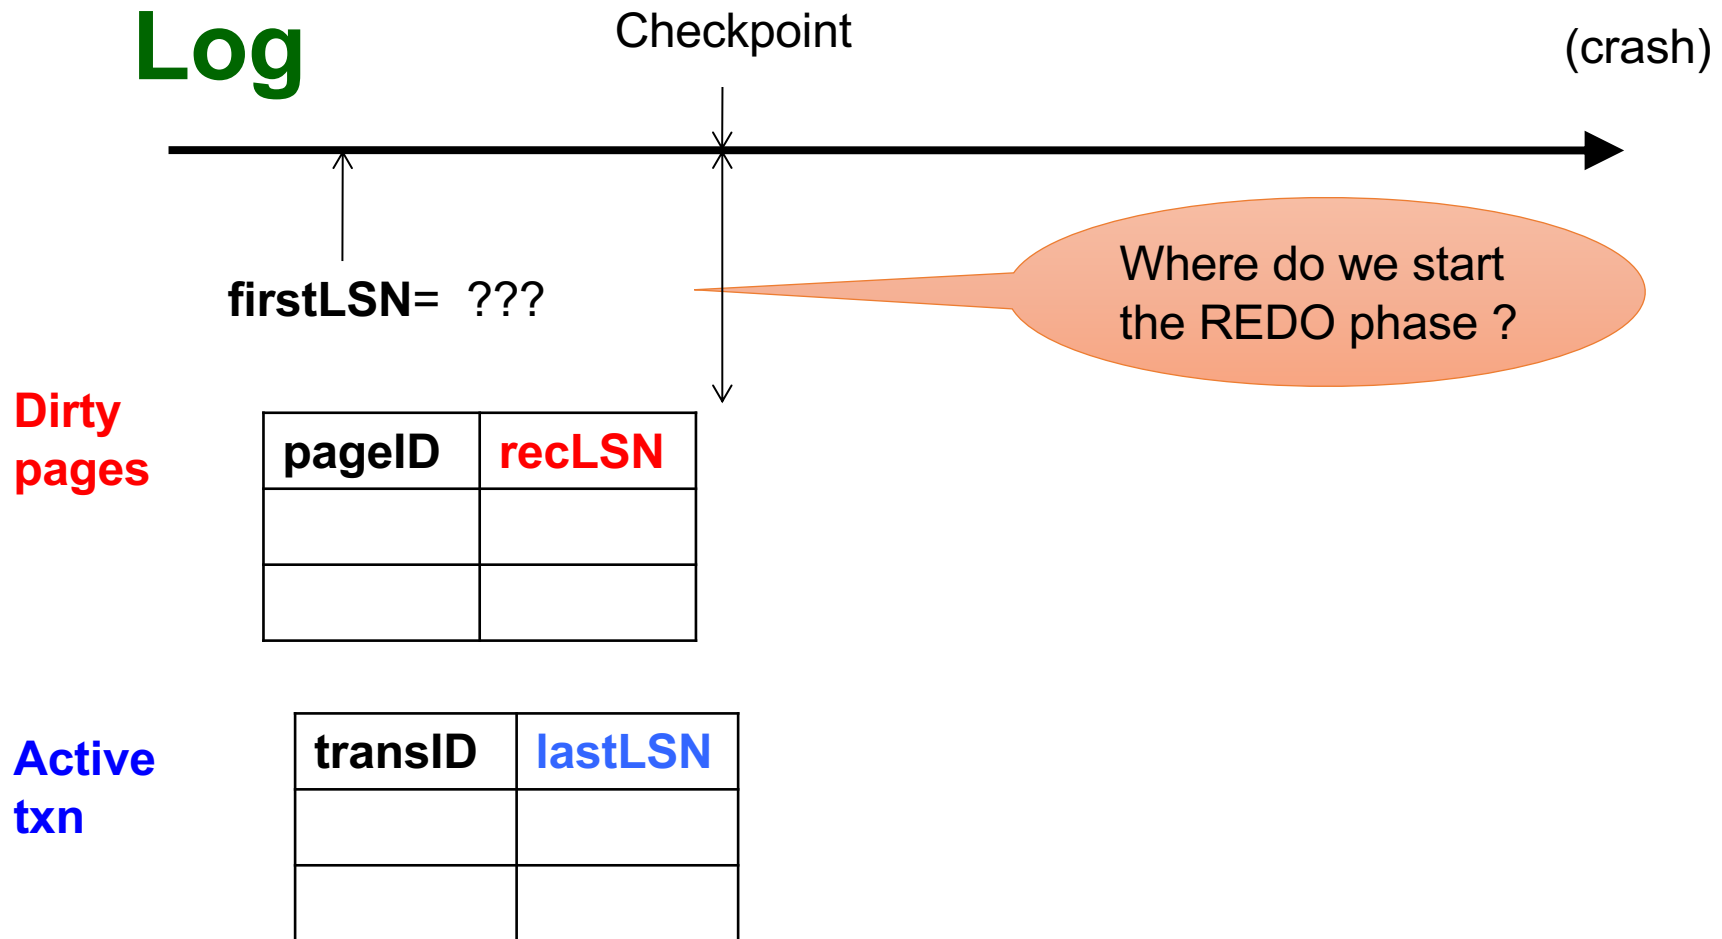 Log
Checkpoint
(crash)
firstLSN= ???
Where do we start
the REDO phase ?
Dirty
pages
pageID recLSN
Active
txn
transID lastLSN